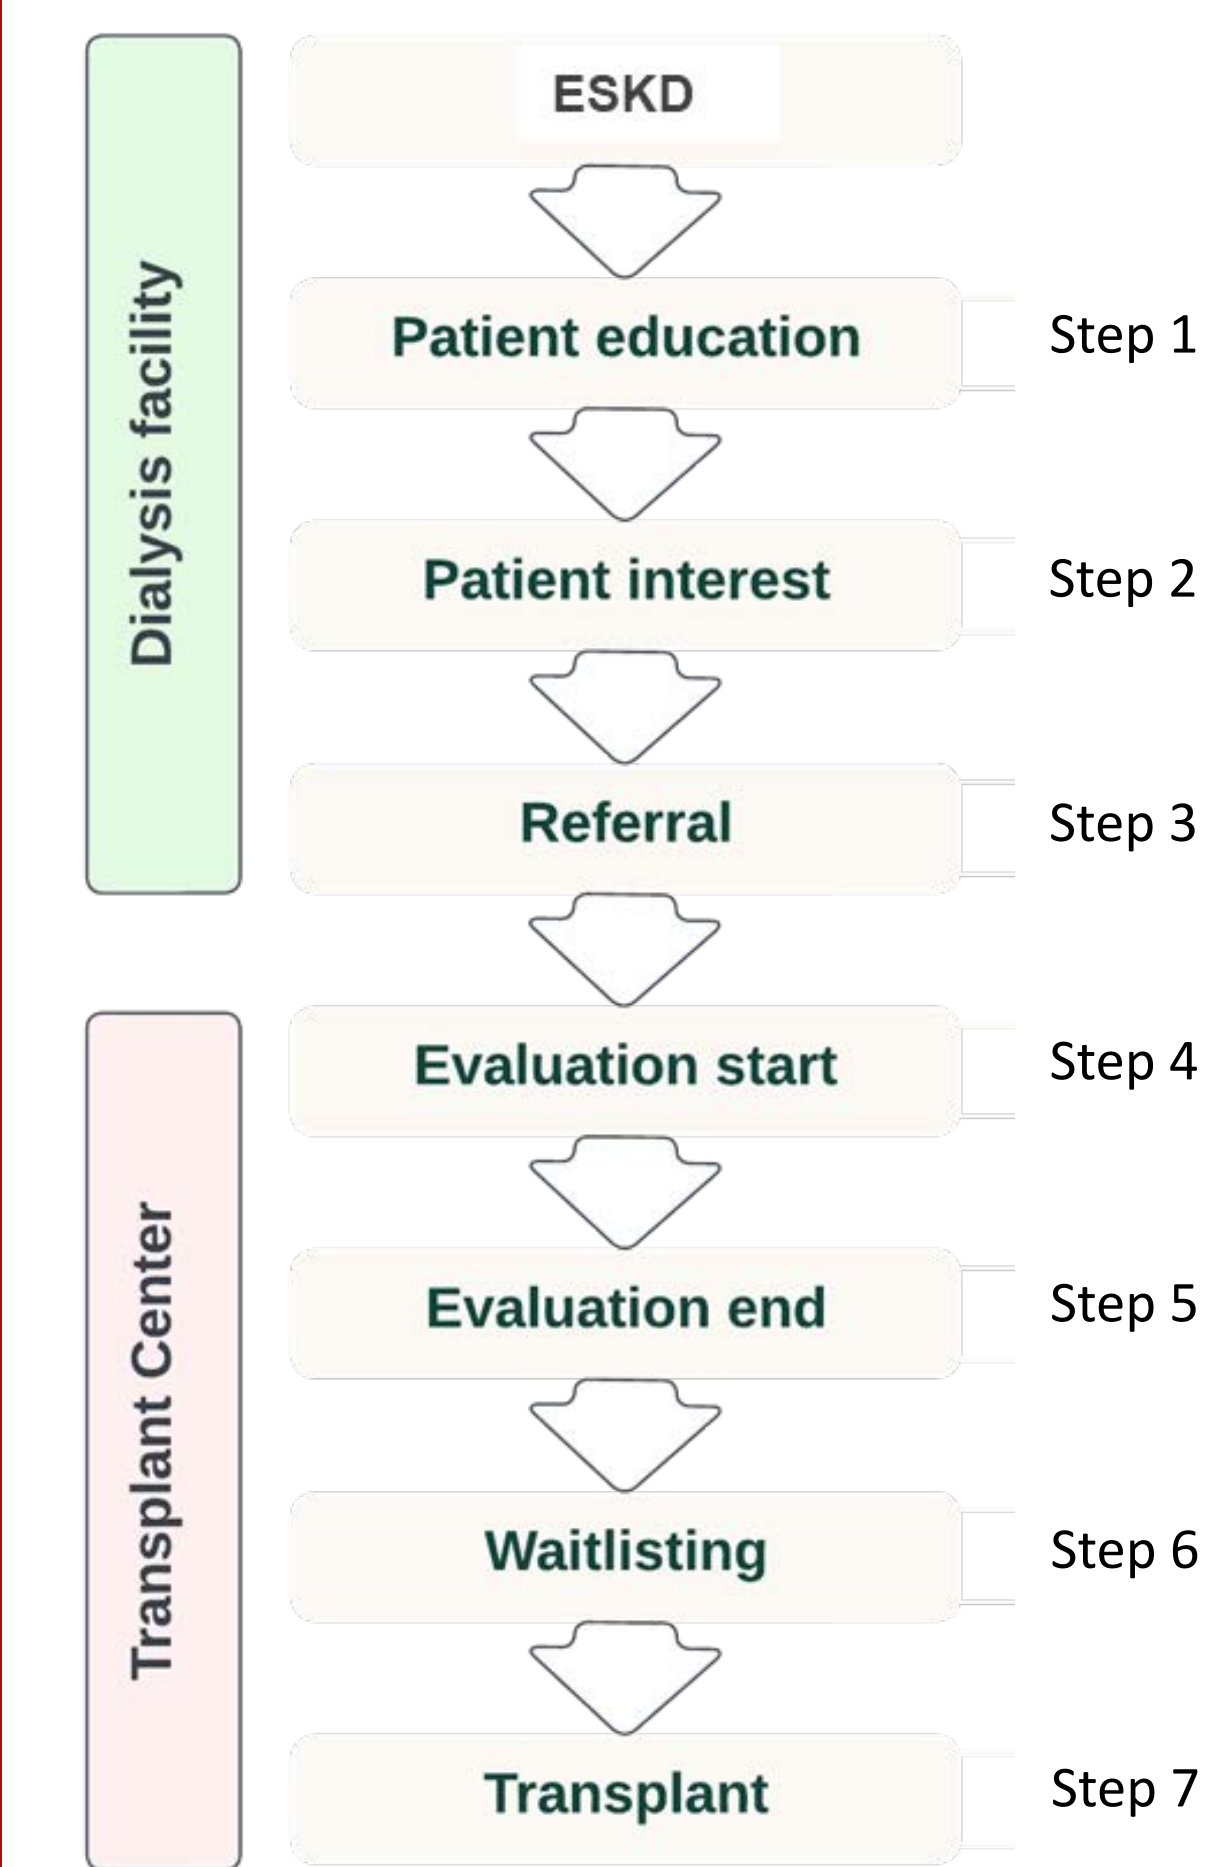 Dialysis facility
ESKD
Patient education
Step 1
Patient interest
Step 2
Referral
Step 3
Transplant Center
Evaluation start
Step 4
Evaluation end
Step 5
Waitlisting
Step 6
Transplant
Step 7